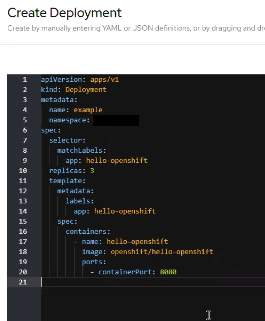 Create Deployment
Create by manually entering YAML or JSON definitions, or by dragging and dr
1 apiVersion: apps/v1
2 kind: Deployment
3 metadata:
4   name: example
5   namespace:
6 spec:
7   selector:
8     matchLabels:
9       app: hello-openshift
10   replicas: 3
11   template:
12     metadata:
13       labels:
14         app: hello-openshift
15     spec:
16       containers:
17         - name: hello-openshift
18           image: openshift/hello-openshift
19           ports:
20             - containerPort: 8080
21